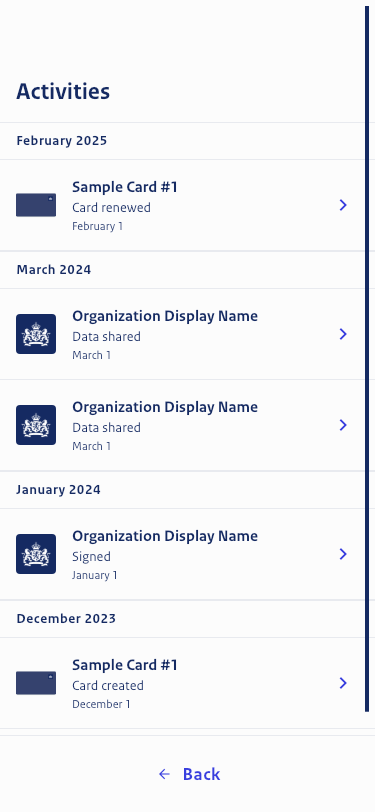 Activities
February 2025
Sample Card #1
Card renewed
February 1
March 2024
Organization Display Name
Data shared
March 1
Organization Display Name
Data shared
March 1
January 2024
Organization Display Name
Signed
January 1
December 2023
Sample Card #1
Card created
December 1
Back